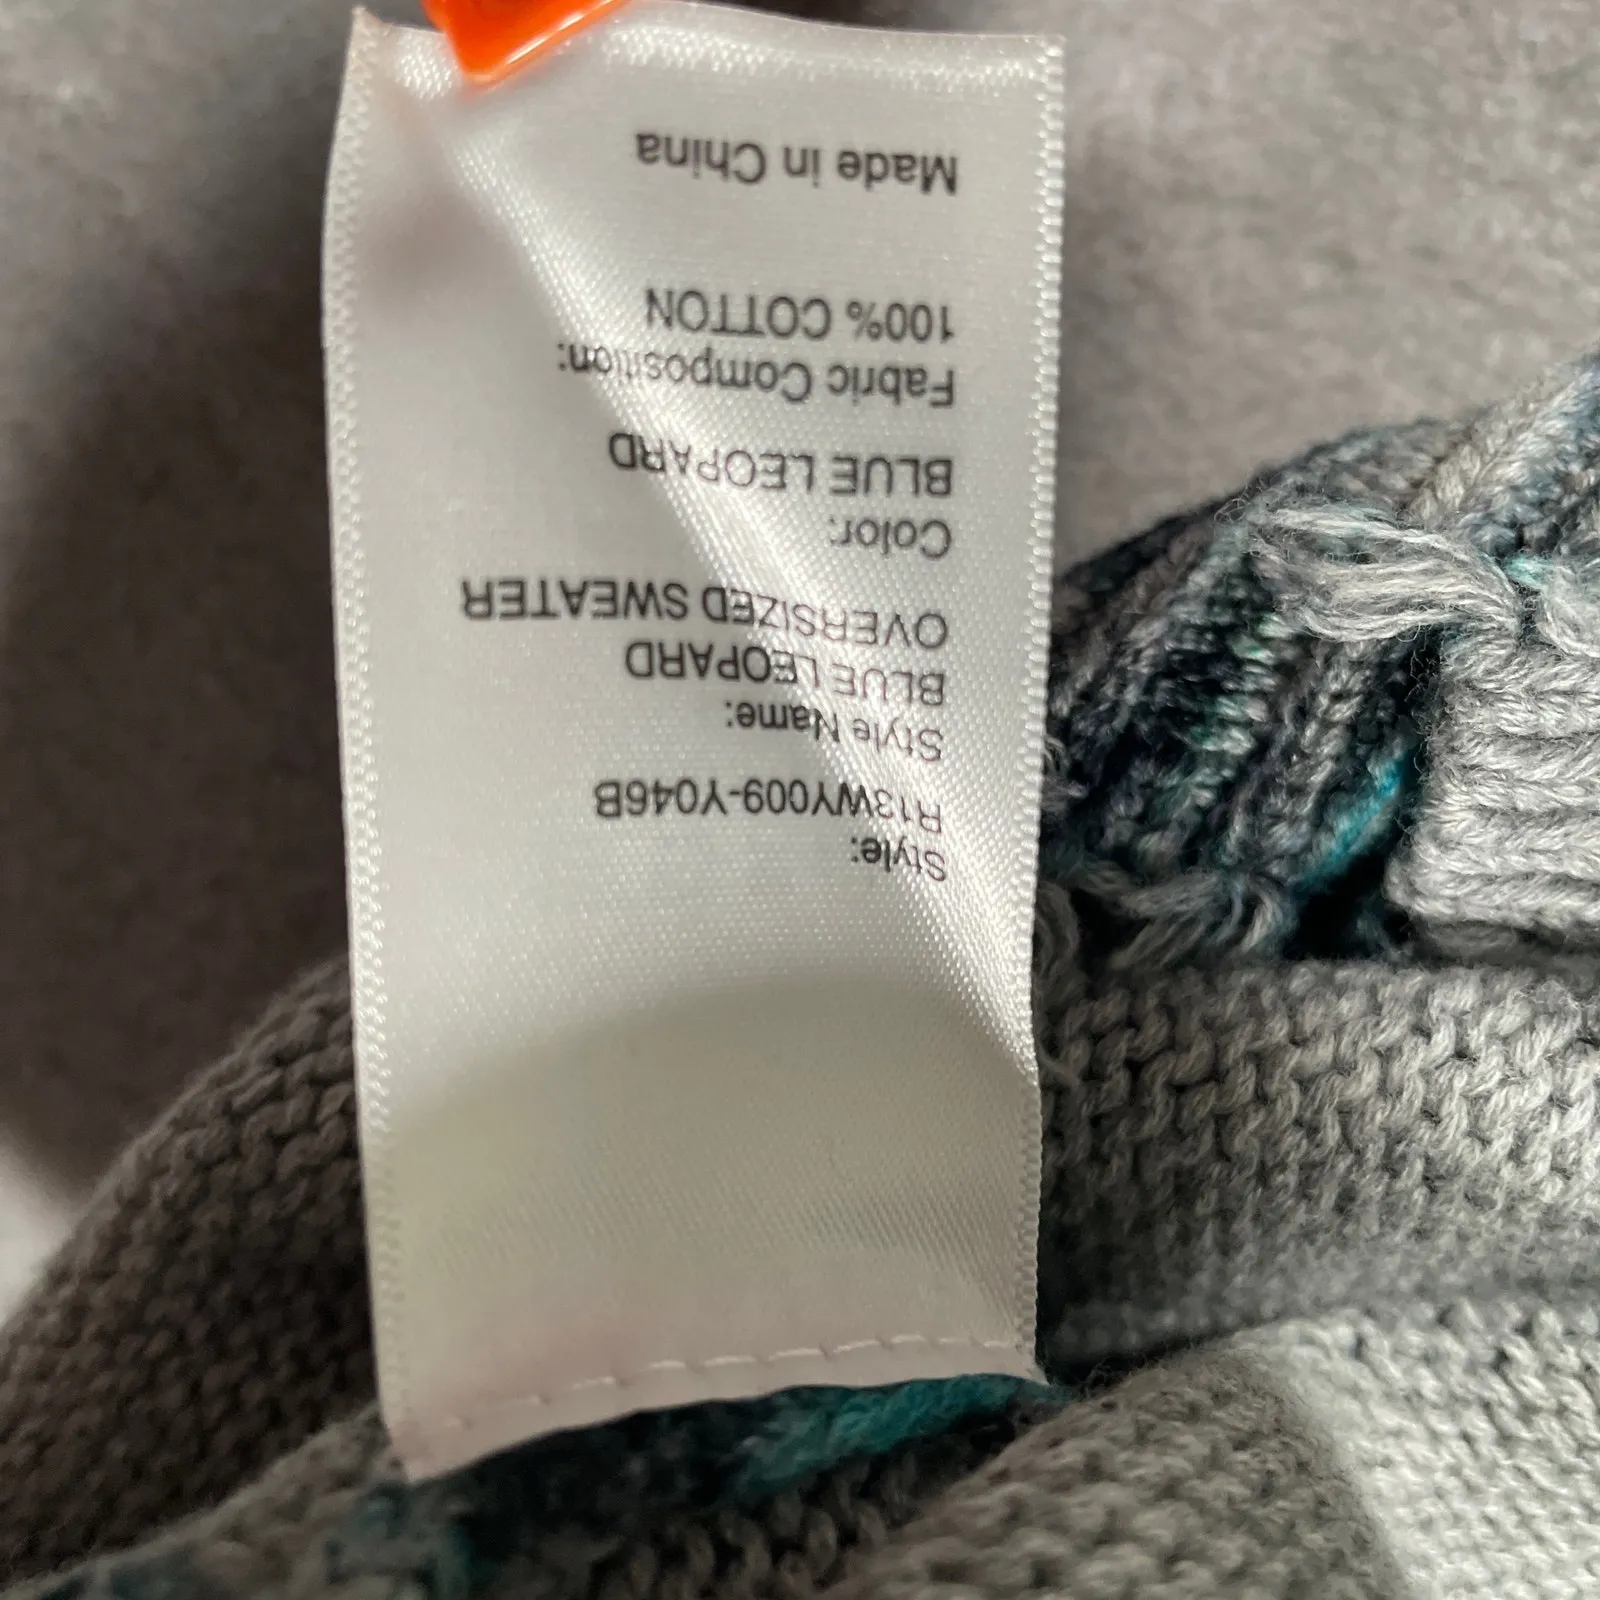 Style:
R13WY009-Y046B
Style Name:
BLUE LEOPARD
OVERSIZED SWEATER
Color:
BLUE LEOPARD
Fabric Composition:
100% COTTON
Made in China